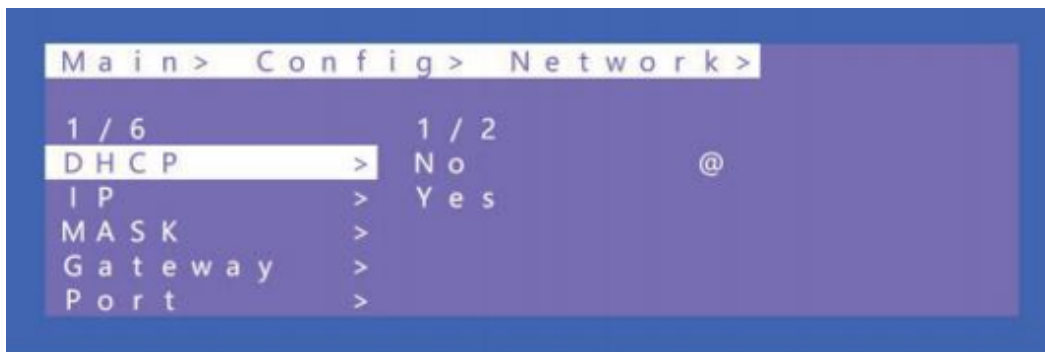 Main> Config> Network>
1/6 1/2
DHCP > No @
IP > Yes
MASK >
Gateway >
Port >